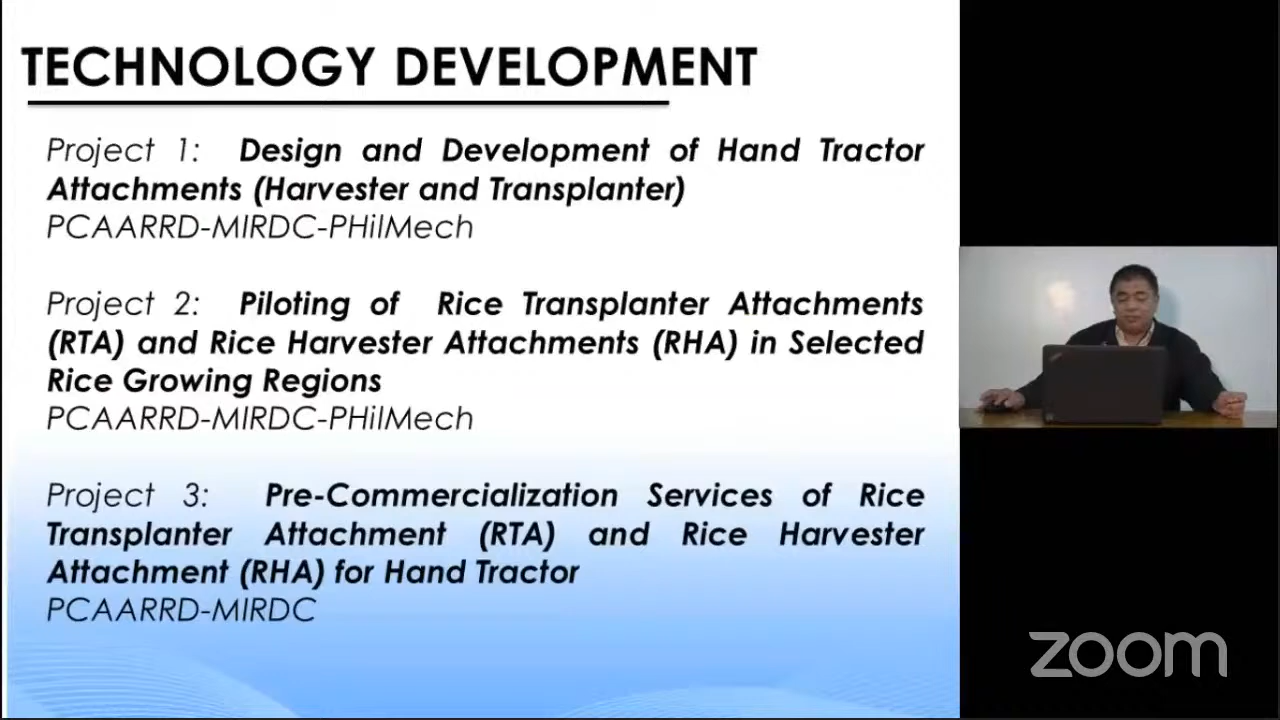 TECHNOLOGY DEVELOPMENT
Project 1: Design and Development of Hand Tractor
Attachments (Harvester and Transplanter)
PCAARRD-MIRDC-PHilMech
Project 2: Piloting of Rice Transplanter Attachments
(RTA) and Rice Harvester Attachments (RHA) in Selected
Rice Growing Regions
PCAARRD-MIRDC-PHilMech
Project 3: Pre-Commercialization Services of Rice
Transplanter Attachment (RTA) and Rice Harvester
Attachment (RHA) for Hand Tractor
PCAARRD-MIRDC
zoom